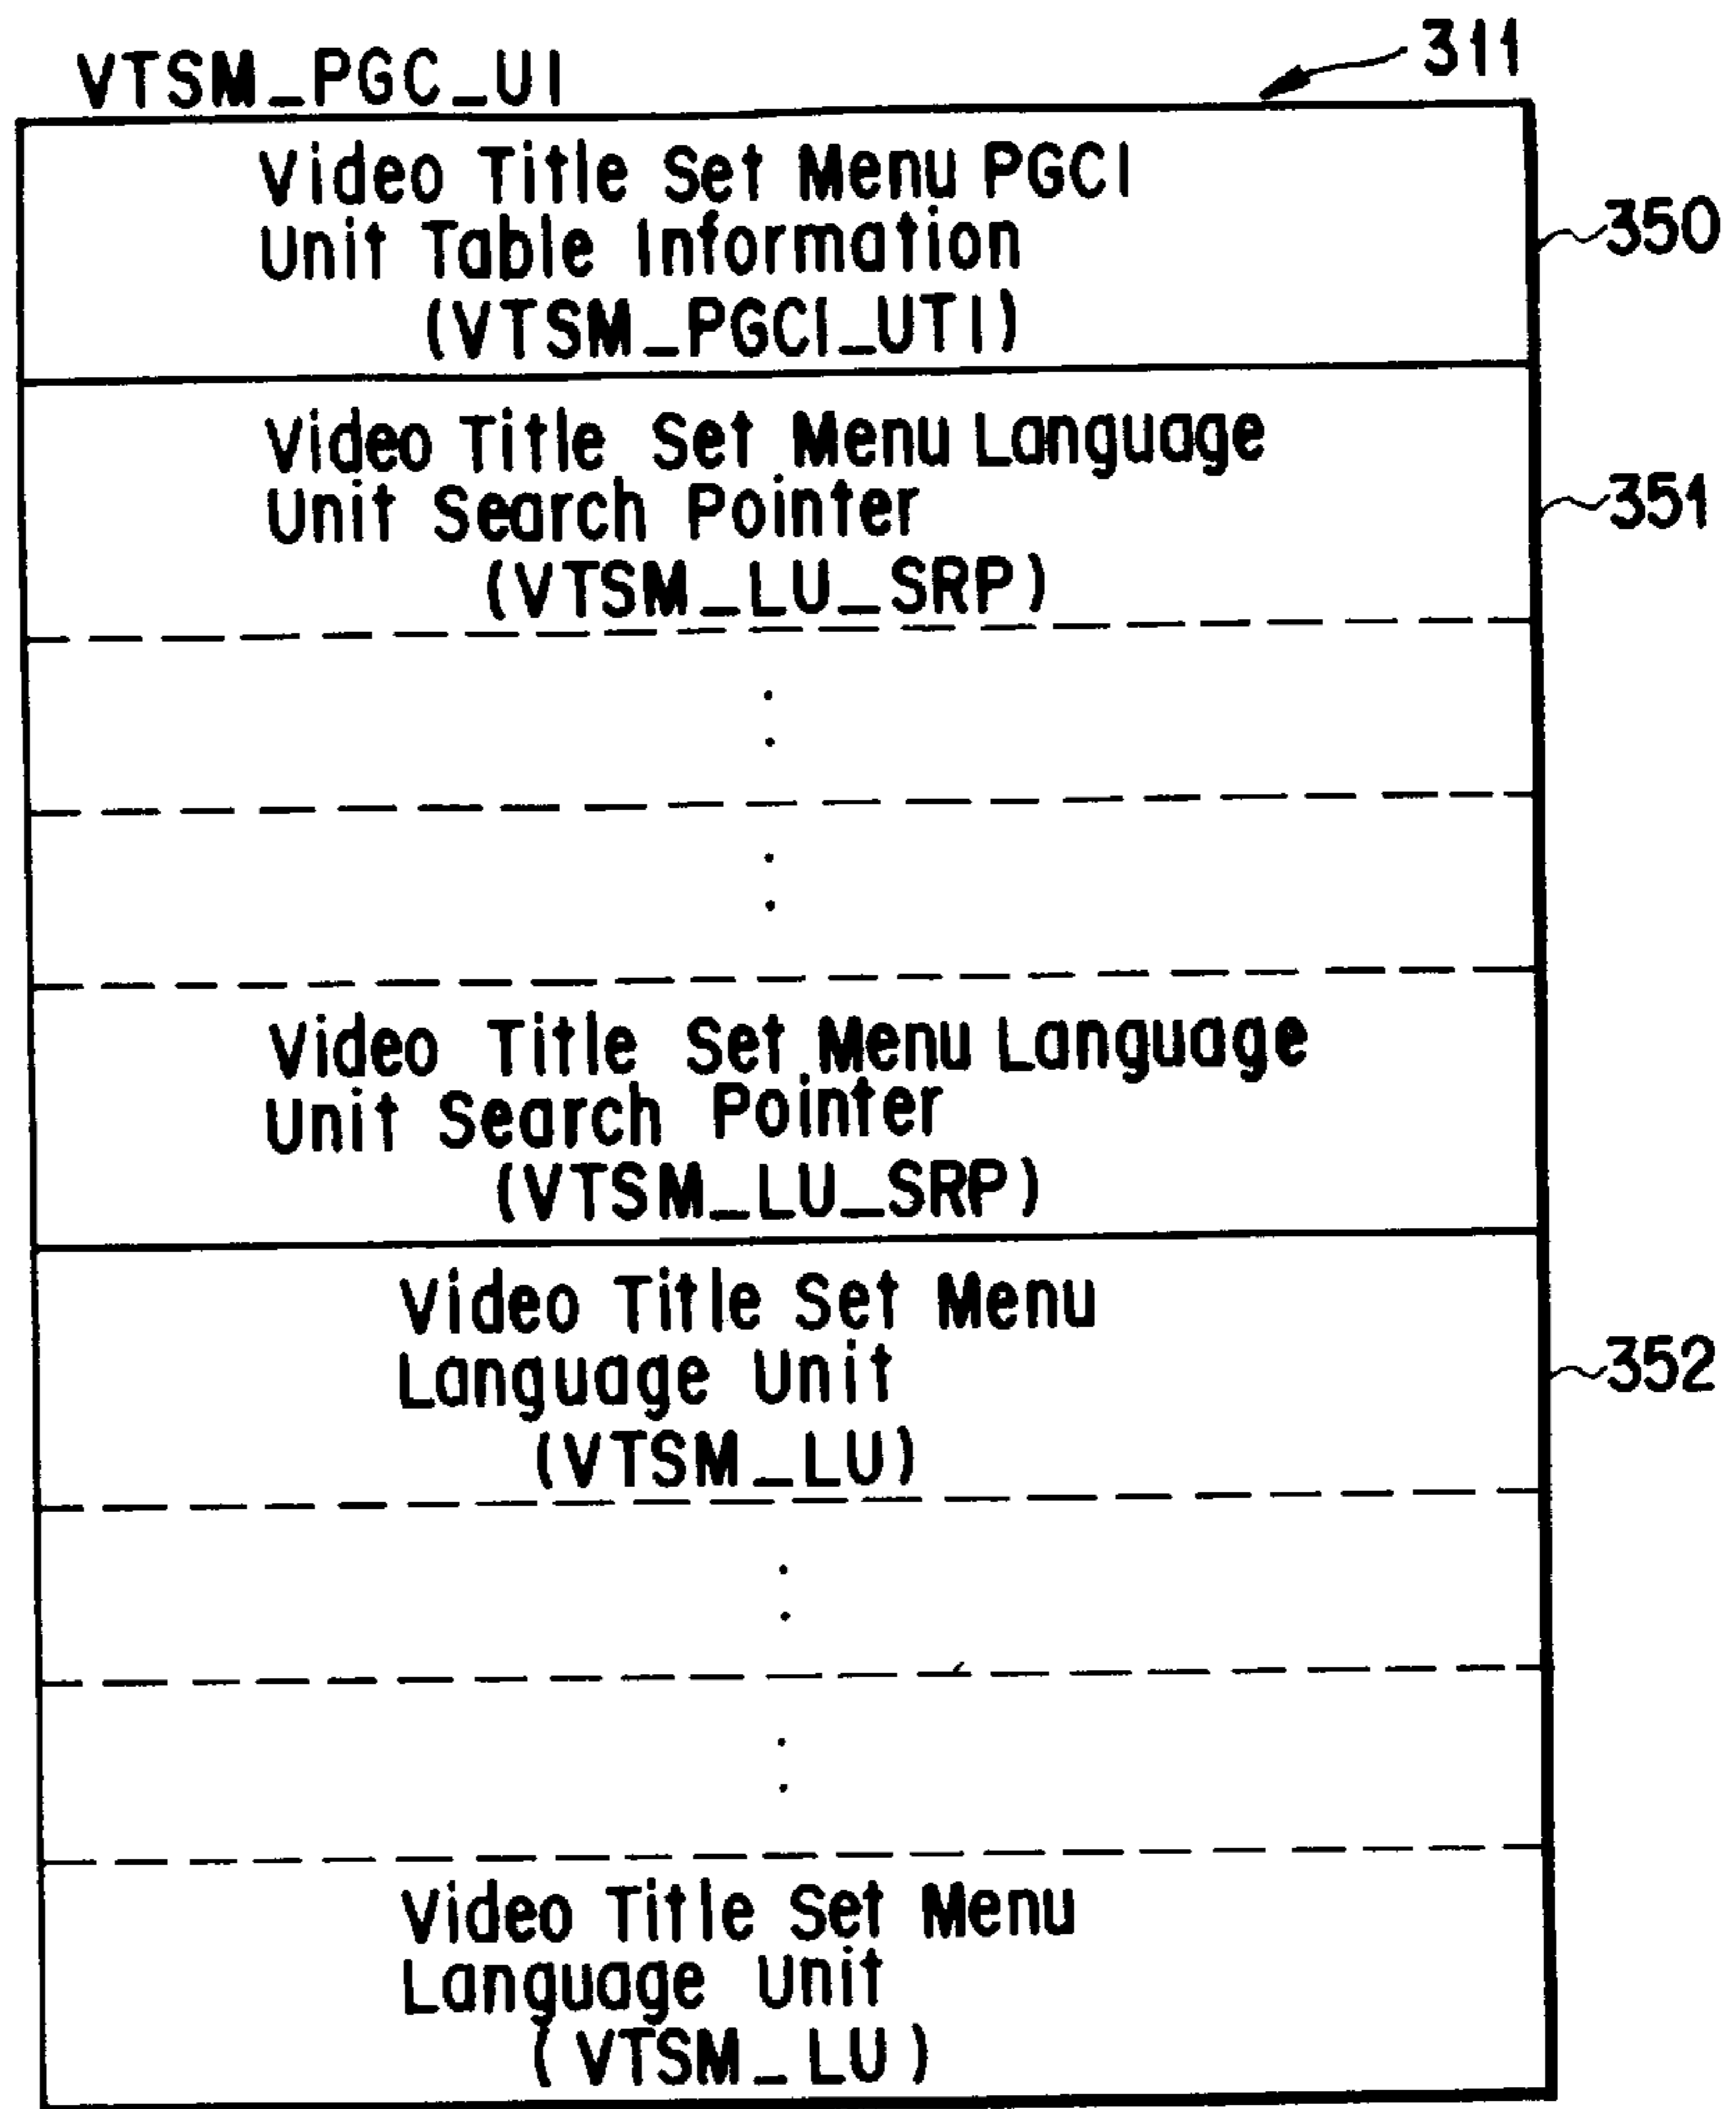 VTSM_PGC_UI
311
Video Title Set Menu PGCI
Unit Table Information
(VTSM_PGCI_UTI)
350
Video Title Set Menu Language
Unit Search Pointer
(VTSM_LU_SRP)
351
Video Title Set Menu Language
Unit Search Pointer
(VTSM_LU_SRP)
Video Title Set Menu
Language Unit
(VTSM_LU)
352
Video Title Set Menu
Language Unit
(VTSM_LU)